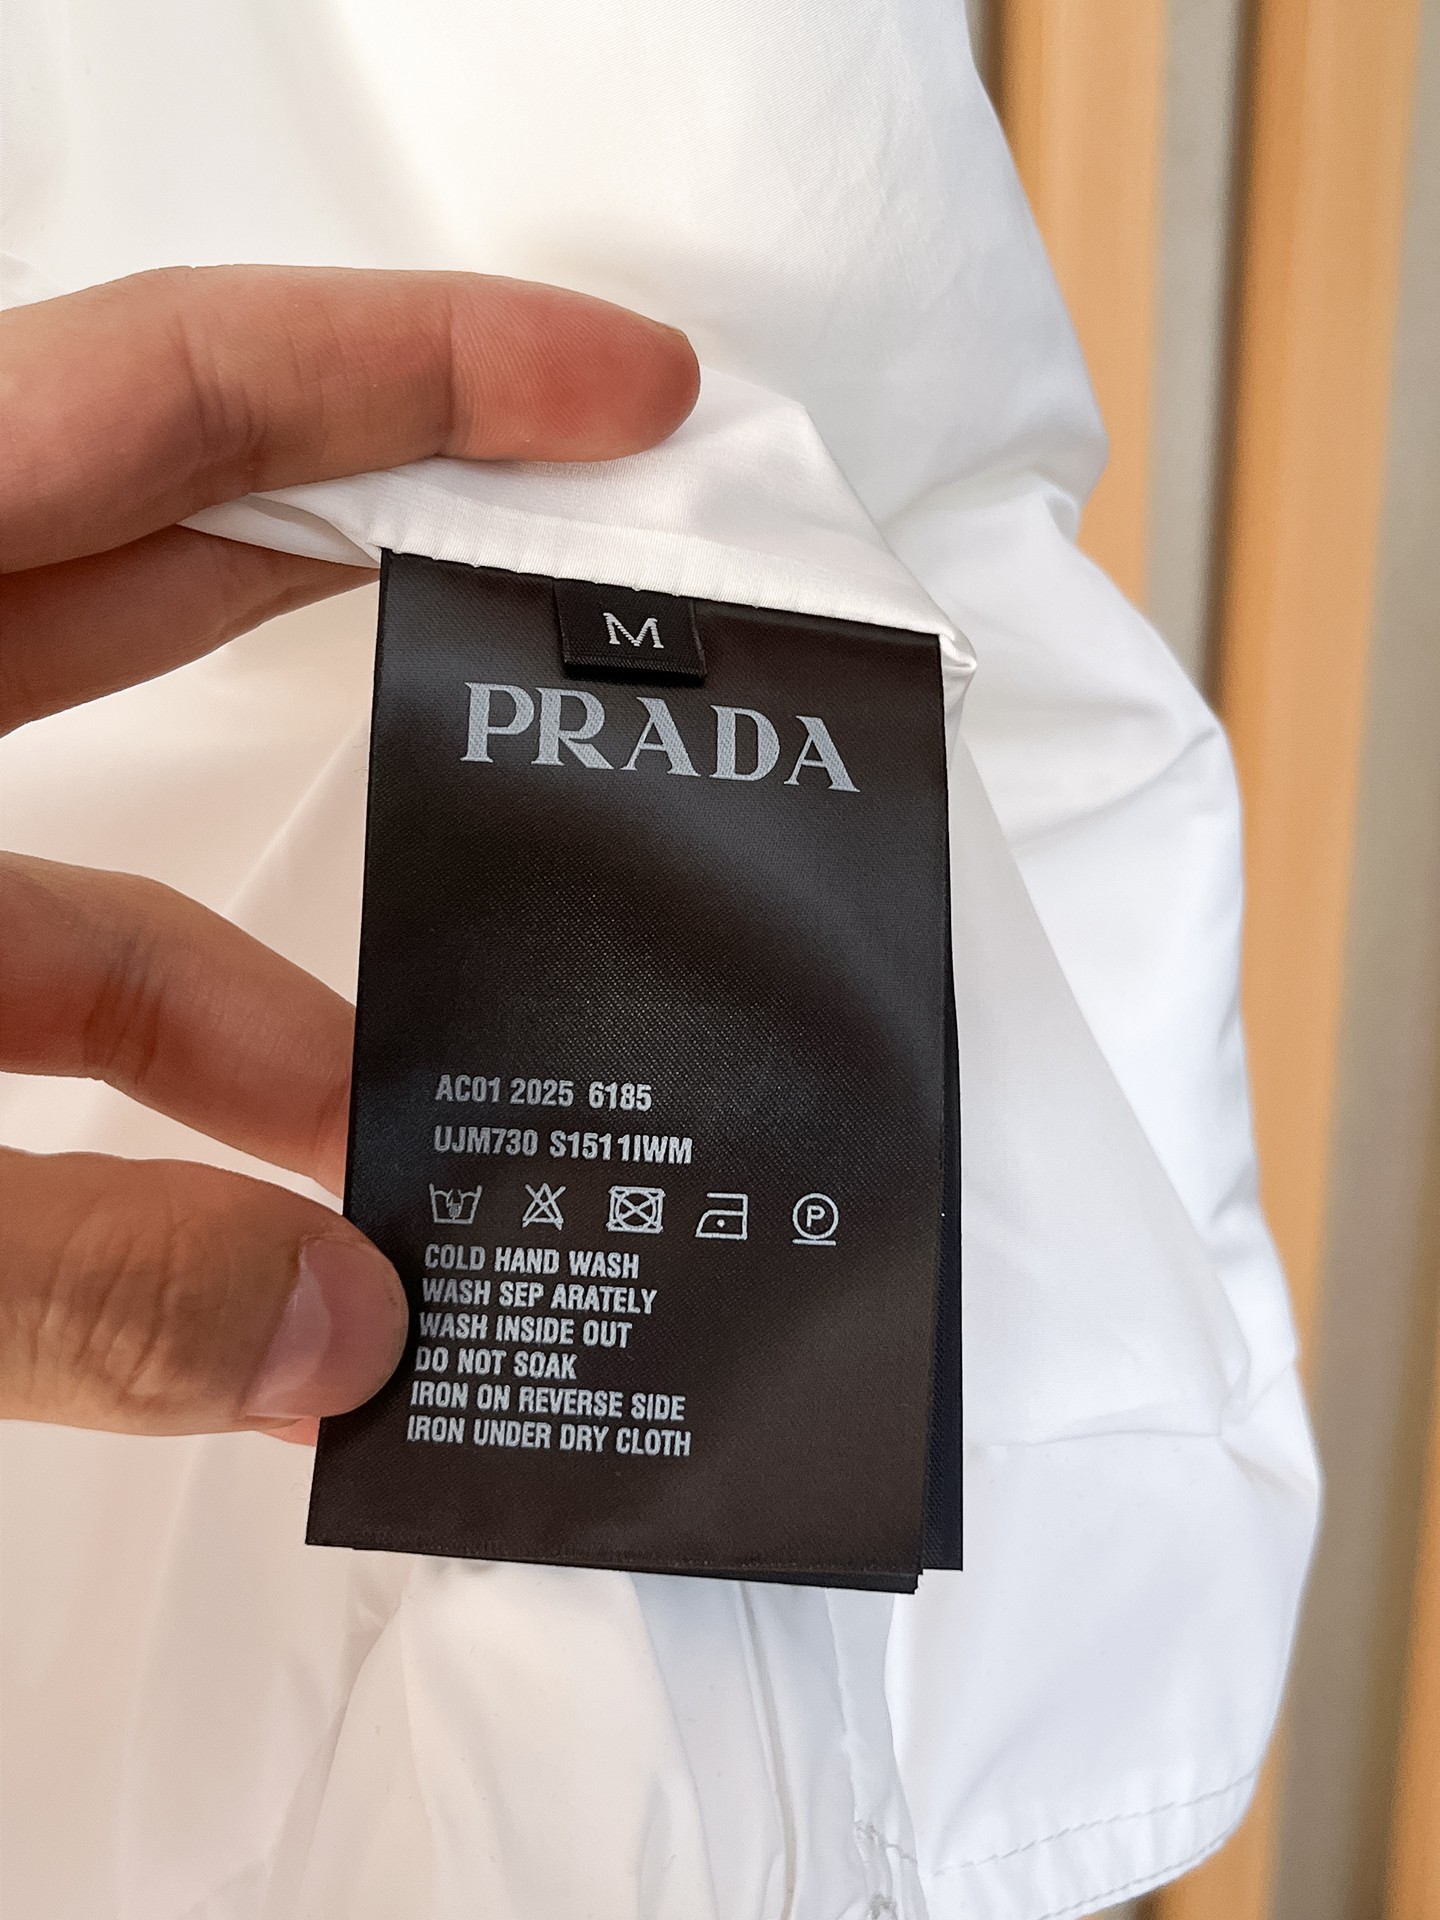 M
PRADA
AC01 2025 6185
UJM730 S1511IWM
P
COLD HAND WASH
WASH SEP ARATELY
WASH INSIDE OUT
DO NOT SOAK
IRON ON REVERSE SIDE
IRON UNDER DRY CLOTH